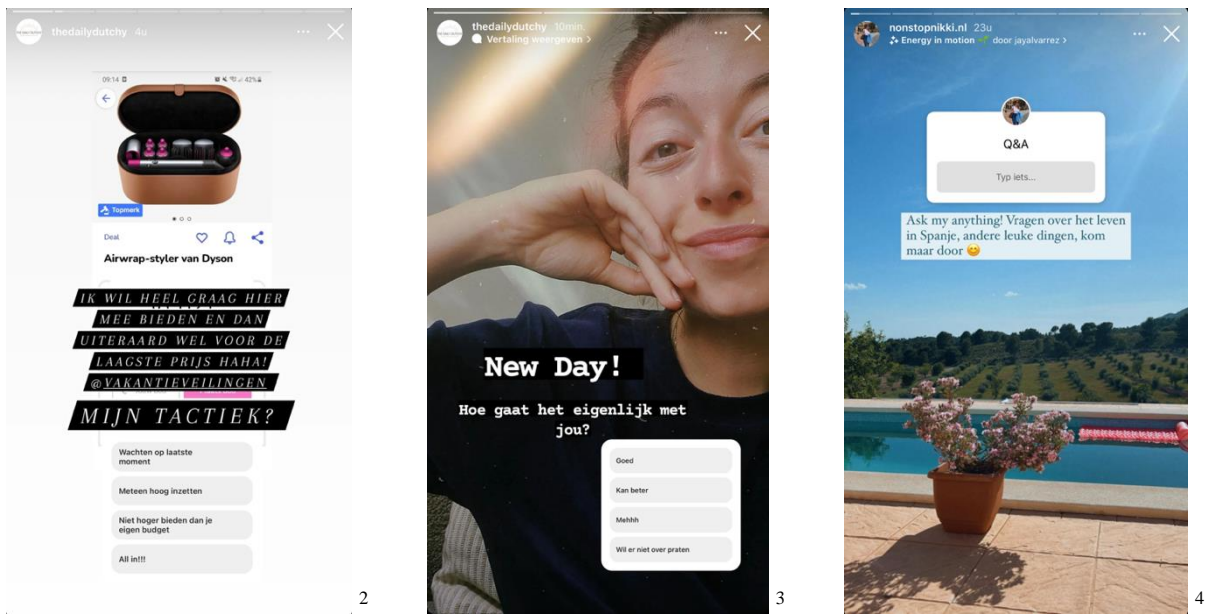 thedailydutchy 4u
09:14
42%
Topmerk
Deal
Airwrap-styler van Dyson
IK WIL HEEL GRAAG HIER
MEE BIEDEN EN DAN
UITERAARD WEL VOOR DE
LAAGSTE PRIJS HAHA!
@VAKANTIEVEILINGEN
MIJN TACTIEK?
Wachten op laatste
moment
Meteen hoog inzetten
Niet hoger bieden dan je
eigen budget
All in!!!
2
thedailydutchy 10min.
Vertaling weergeven >
New Day!
Hoe gaat het eigenlijk met
jou?
Goed
Kan beter
Mehhh
Wil er niet over praten
3
nonstopnikki.nl 23u
Energy in motion door jayalvarrez >
Q&A
Typ iets...
Ask my anything! Vragen over het leven
in Spanje, andere leuke dingen, kom
maar door 😊
4